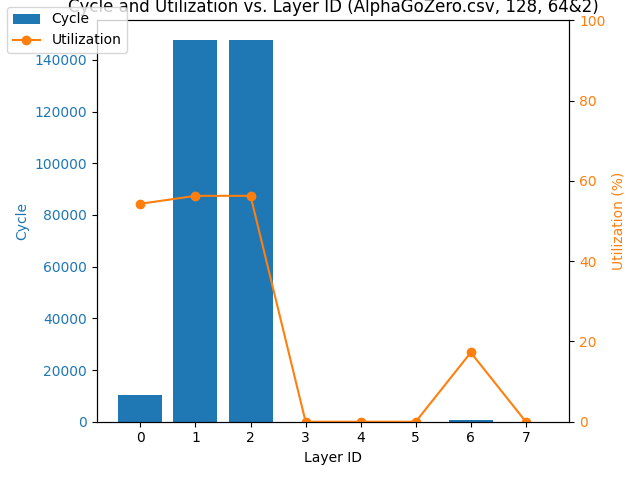 Cycle and Utilization vs. Layer ID (AlphaGoZero.csv, 128, 64&2)
Cycle
Utilization
140000
120000
100000
80000
60000
40000
20000
0
Cycle
100
80
60
40
20
0
Utilization (%)
0 1 2 3 4 5 6 7
Layer ID